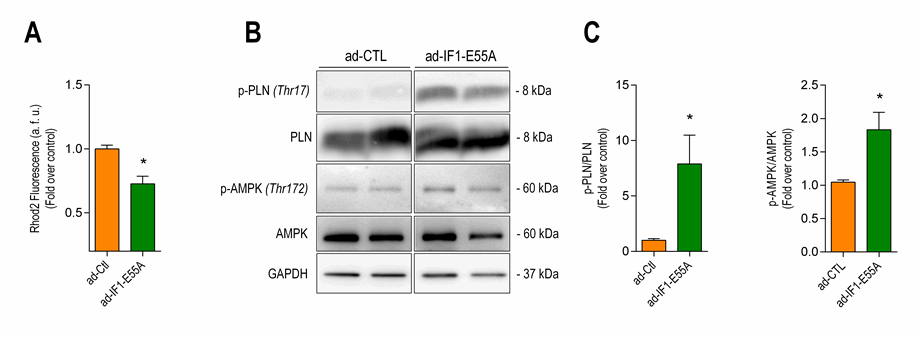 A
Rhod2 Fluorescence (a. f. u.)
(Fold over control)
1.5
1.0
0.5
*
ad-Ctl
ad-IF1-E55A
B
ad-CTL
ad-IF1-E55A
p-PLN (Thr17)
- 8 kDa
PLN
- 8 kDa
p-AMPK (Thr172)
- 60 kDa
AMPK
- 60 kDa
GAPDH
- 37 kDa
C
p-PLN/PLN
(Fold over control)
15
10
5
0
*
ad-Ctl
ad-IF1-E55A
p-AMPK/AMPK
(Fold over control)
2.5
2.0
1.5
1.0
0.5
0.0
*
ad-CTL
ad-IF1-E55A